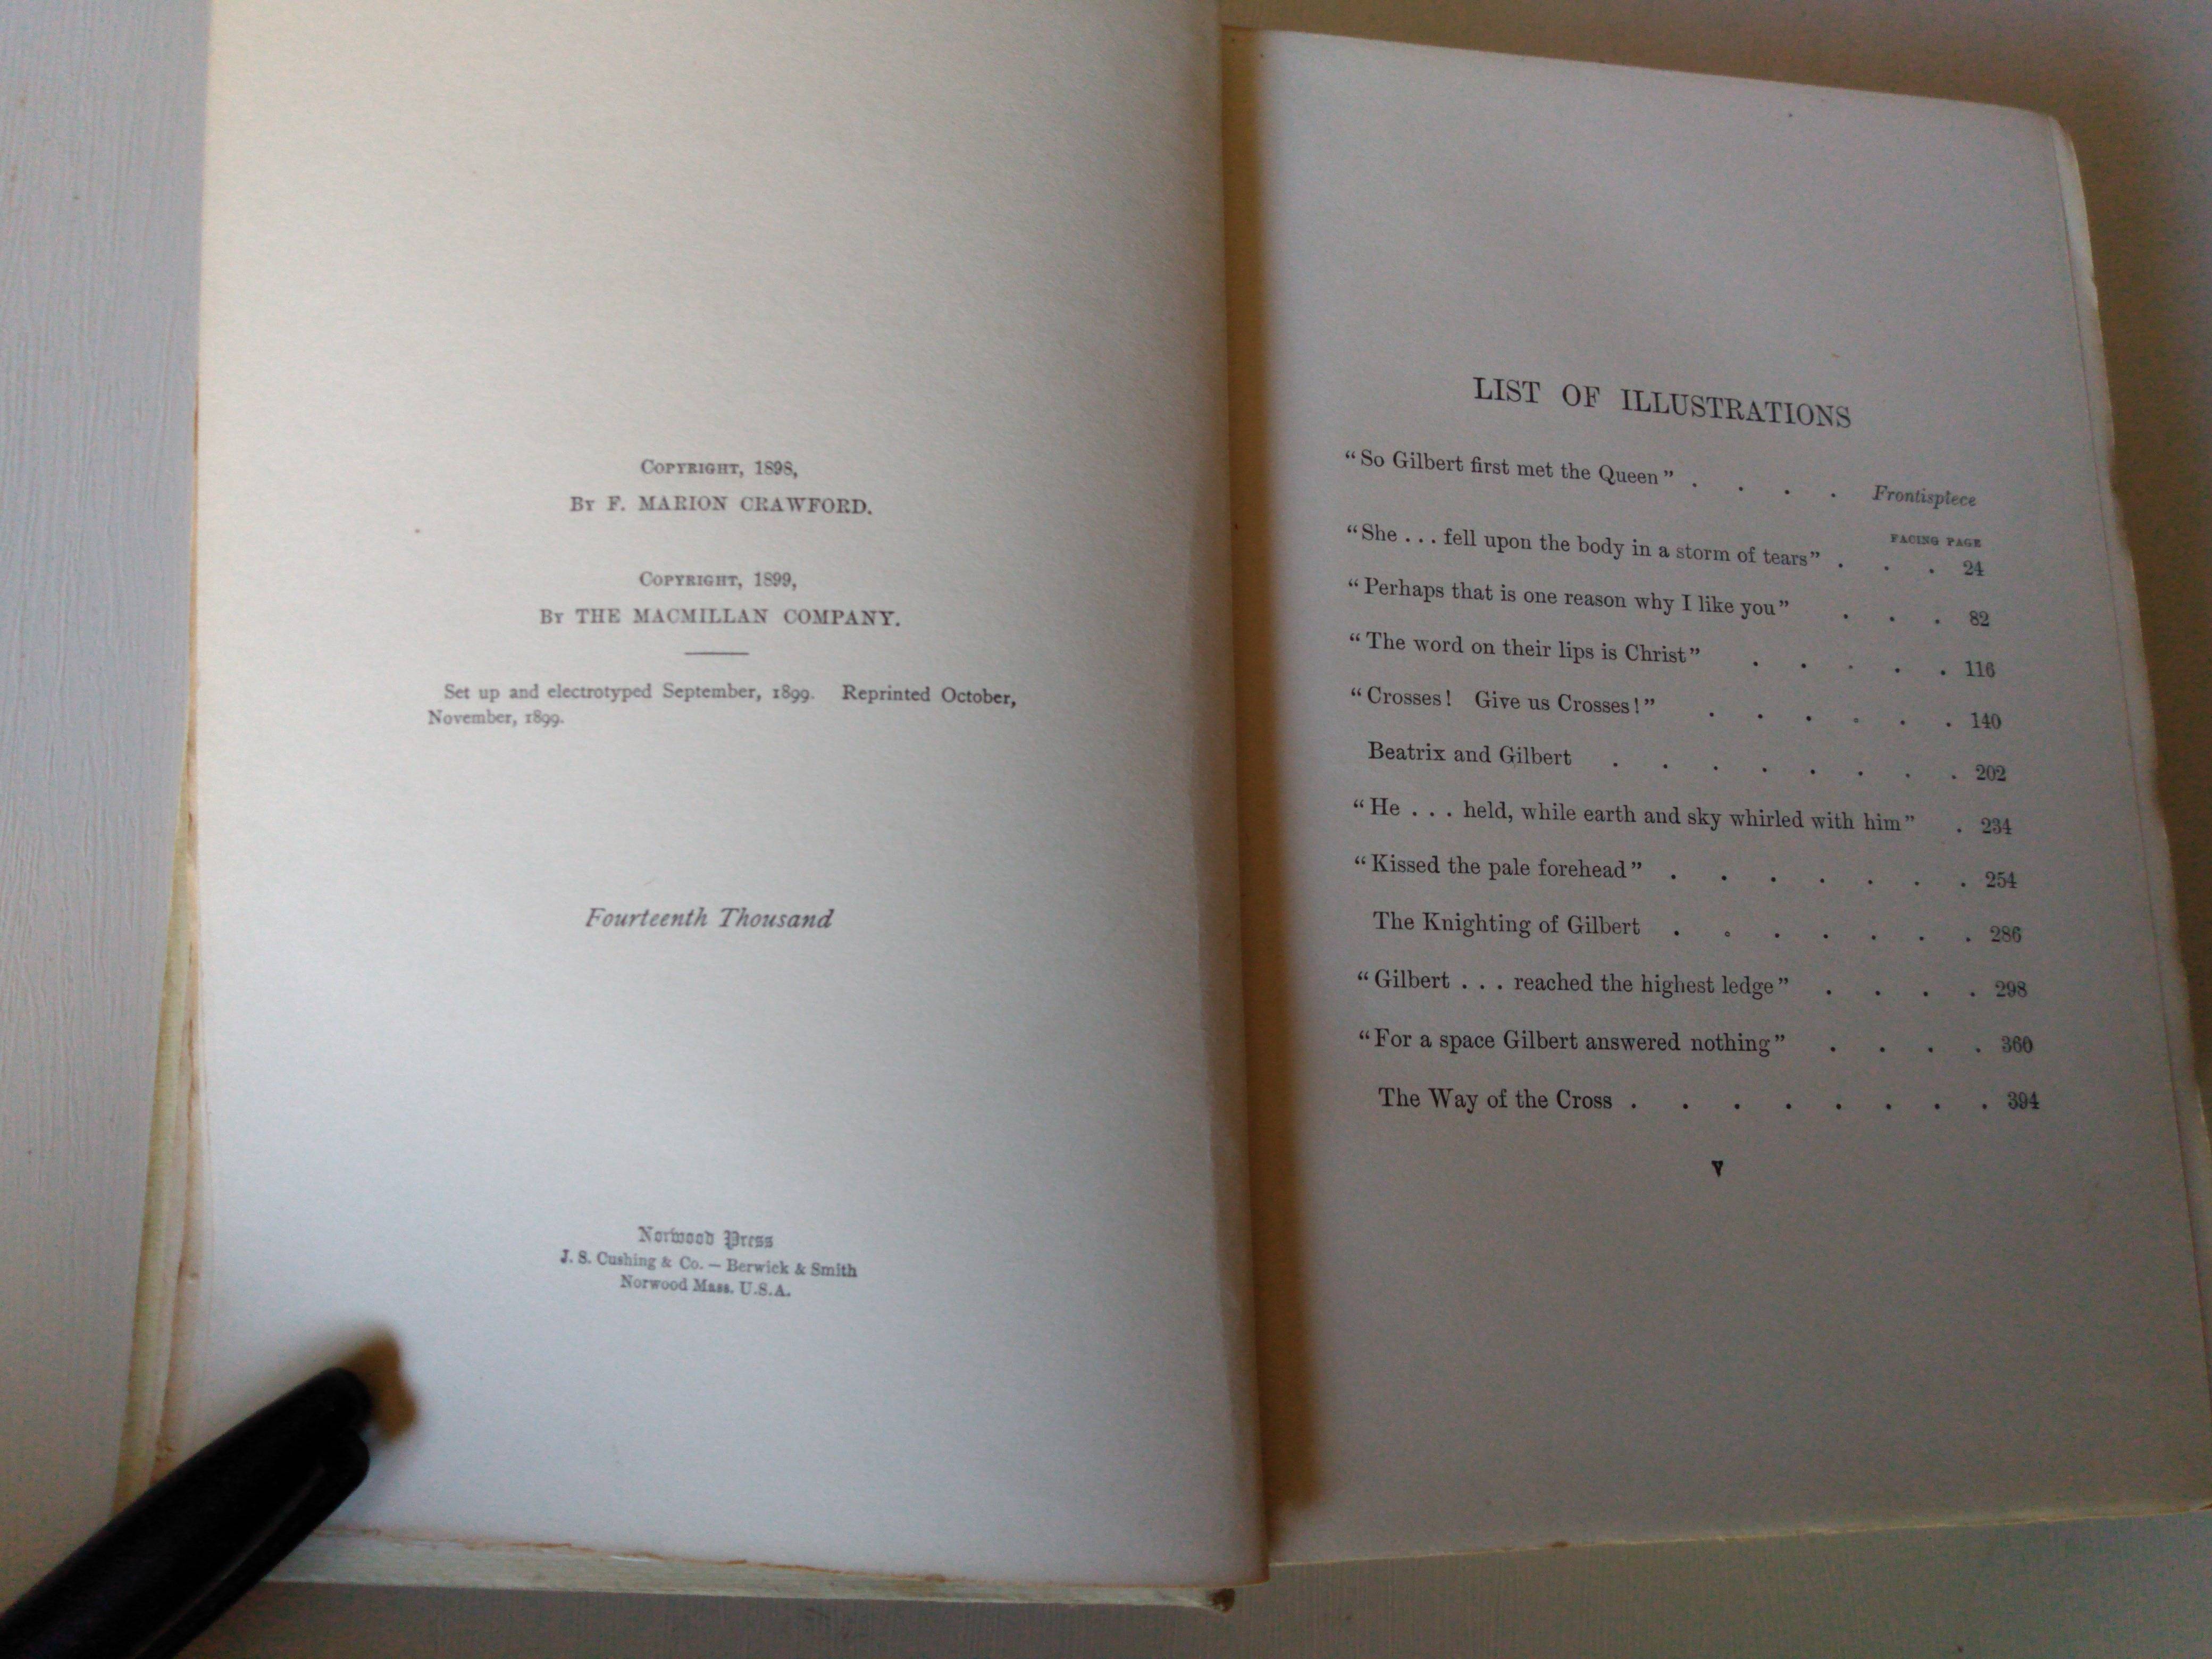 Copyright, 1898,
By F. MARION CRAWFORD.
Copyright, 1899,
By THE MACMILLAN COMPANY.
Set up and electrotyped September, 1899. Reprinted October,
November, 1899.
Fourteenth Thousand
Norwood Press
J. S. Cushing & Co. — Berwick & Smith
Norwood Mass. U.S.A.
LIST OF ILLUSTRATIONS
“So Gilbert first met the Queen” . . . . Frontispiece
FACING PAGE
“She . . . fell upon the body in a storm of tears” . . . 24
“Perhaps that is one reason why I like you” . . . 82
“The word on their lips is Christ” . . . . . 116
“Crosses! Give us Crosses!” . . . . . . 140
Beatrix and Gilbert . . . . . . . . 202
“He . . . held, while earth and sky whirled with him” . 234
“Kissed the pale forehead” . . . . . . . 254
The Knighting of Gilbert . . . . . . . 286
“Gilbert . . . reached the highest ledge” . . . . 298
“For a space Gilbert answered nothing” . . . . 360
The Way of the Cross . . . . . . . . 394
v